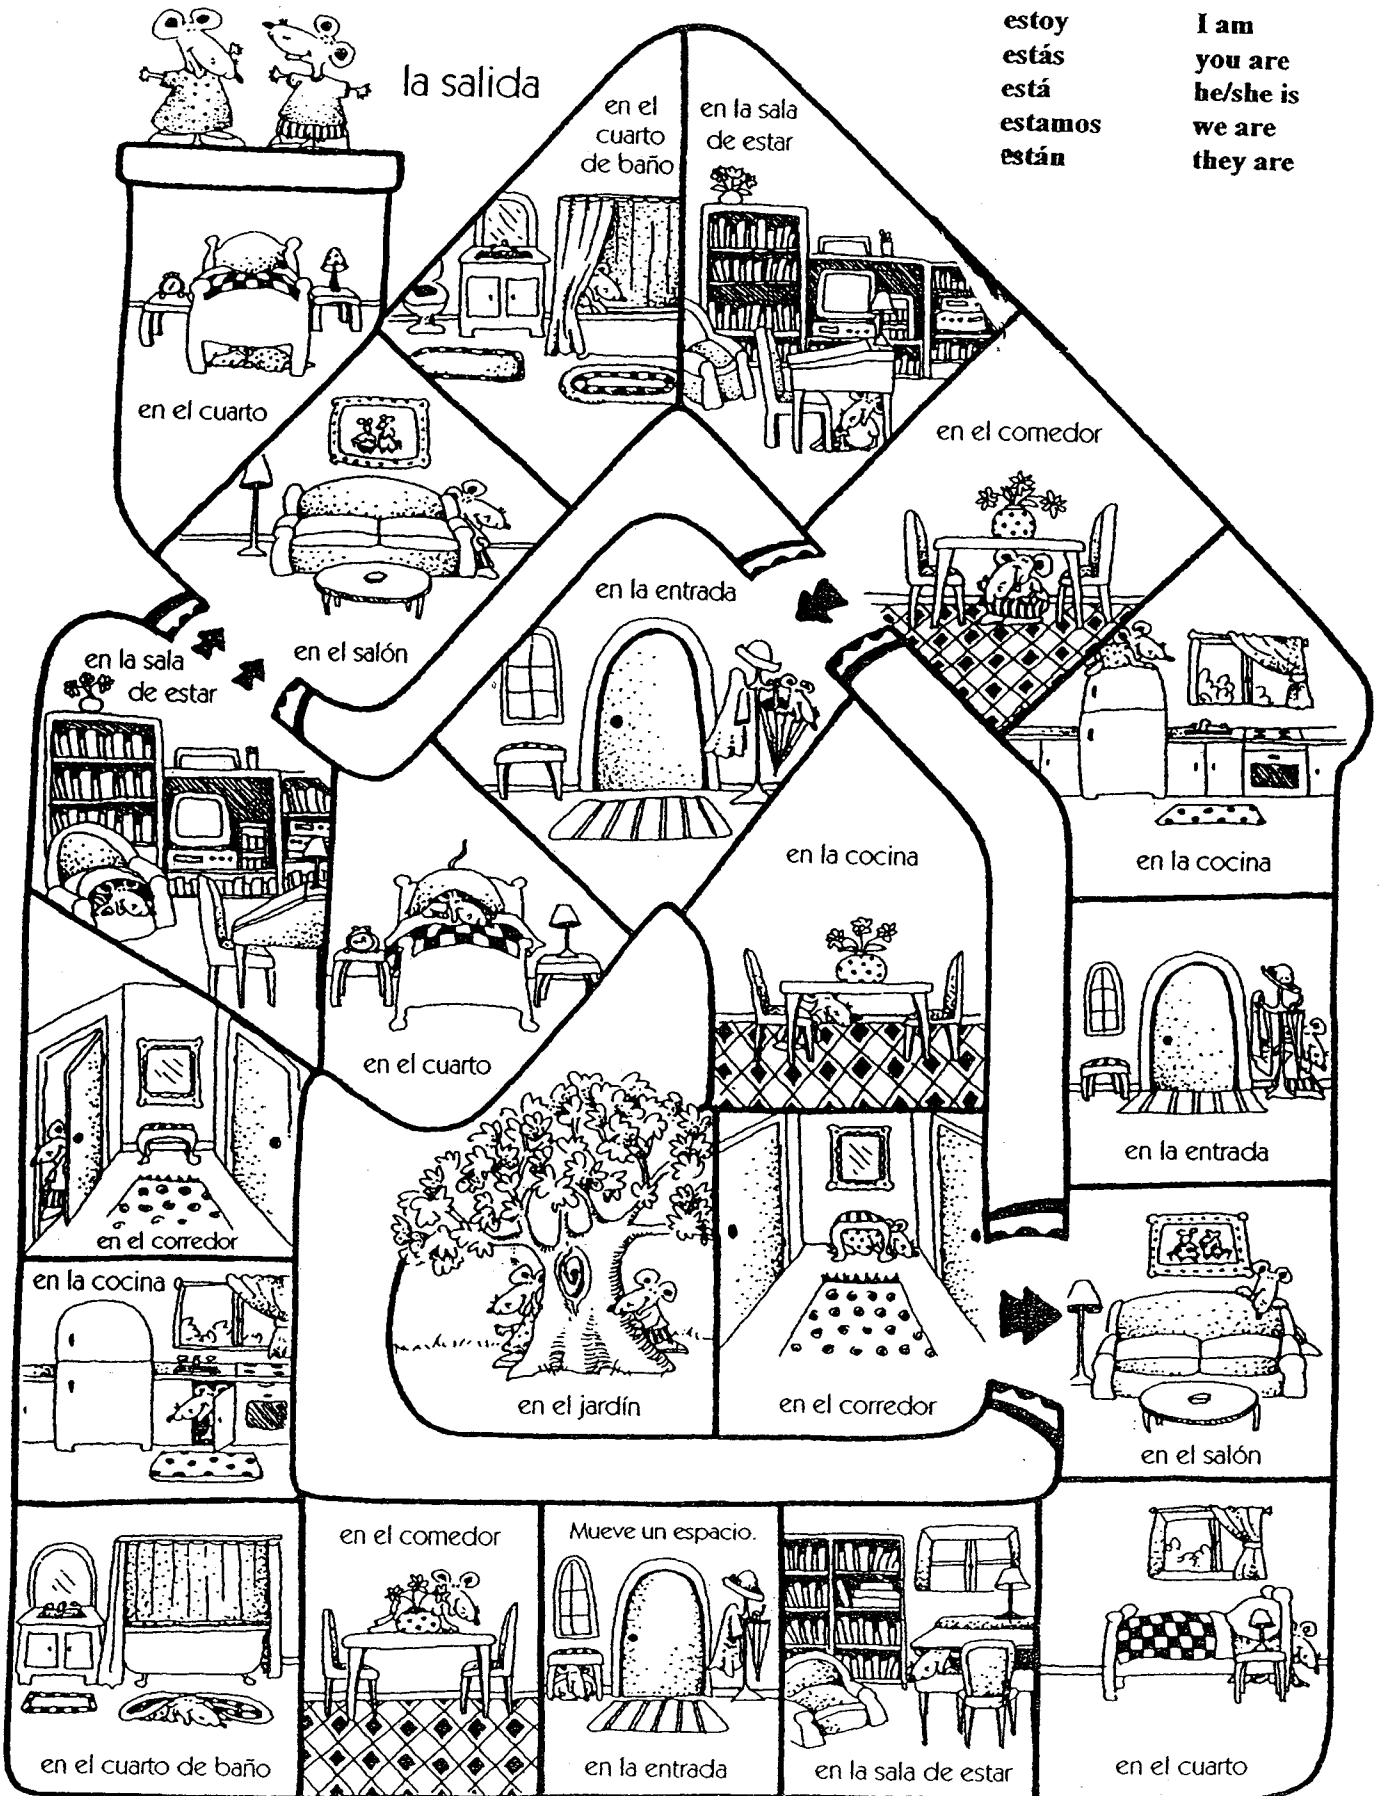 la salida
estoy I am
estás you are
está he/she is
estamos we are
están they are
en el
cuarto
de baño
en la sala
de estar
en el cuarto
en el comedor
en la entrada
en el salón
en la sala
de estar
en la cocina
en la cocina
en el cuarto
en la entrada
en el corredor
en la cocina
en el jardín
en el corredor
en el salón
en el comedor
Mueve un espacio.
en el cuarto de baño
en la entrada
en la sala de estar
en el cuarto